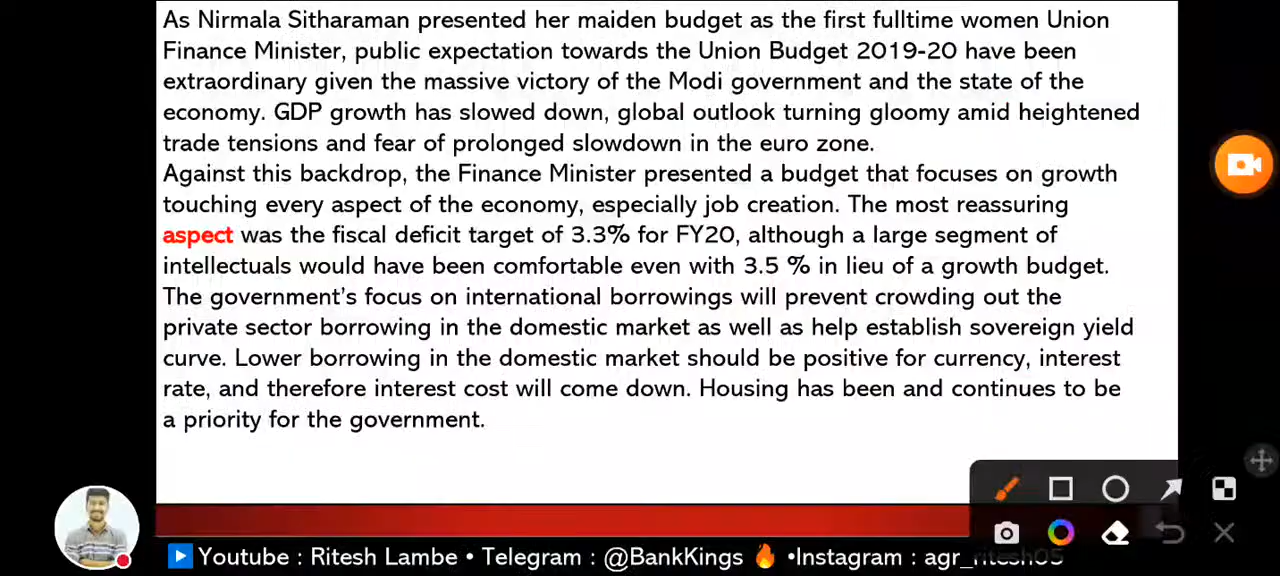 As Nirmala Sitharaman presented her maiden budget as the first fulltime women Union
Finance Minister, public expectation towards the Union Budget 2019-20 have been
extraordinary given the massive victory of the Modi government and the state of the
economy. GDP growth has slowed down, global outlook turning gloomy amid heightened
trade tensions and fear of prolonged slowdown in the euro zone.
Against this backdrop, the Finance Minister presented a budget that focuses on growth
touching every aspect of the economy, especially job creation. The most reassuring
aspect was the fiscal deficit target of 3.3% for FY20, although a large segment of
intellectuals would have been comfortable even with 3.5 % in lieu of a growth budget.
The government's focus on international borrowings will prevent crowding out the
private sector borrowing in the domestic market as well as help establish sovereign yield
curve. Lower borrowing in the domestic market should be positive for currency, interest
rate, and therefore interest cost will come down. Housing has been and continues to be
a priority for the government.
Youtube : Ritesh Lambe • Telegram : @BankKings 🔥 •Instagram : agr_ritesh05